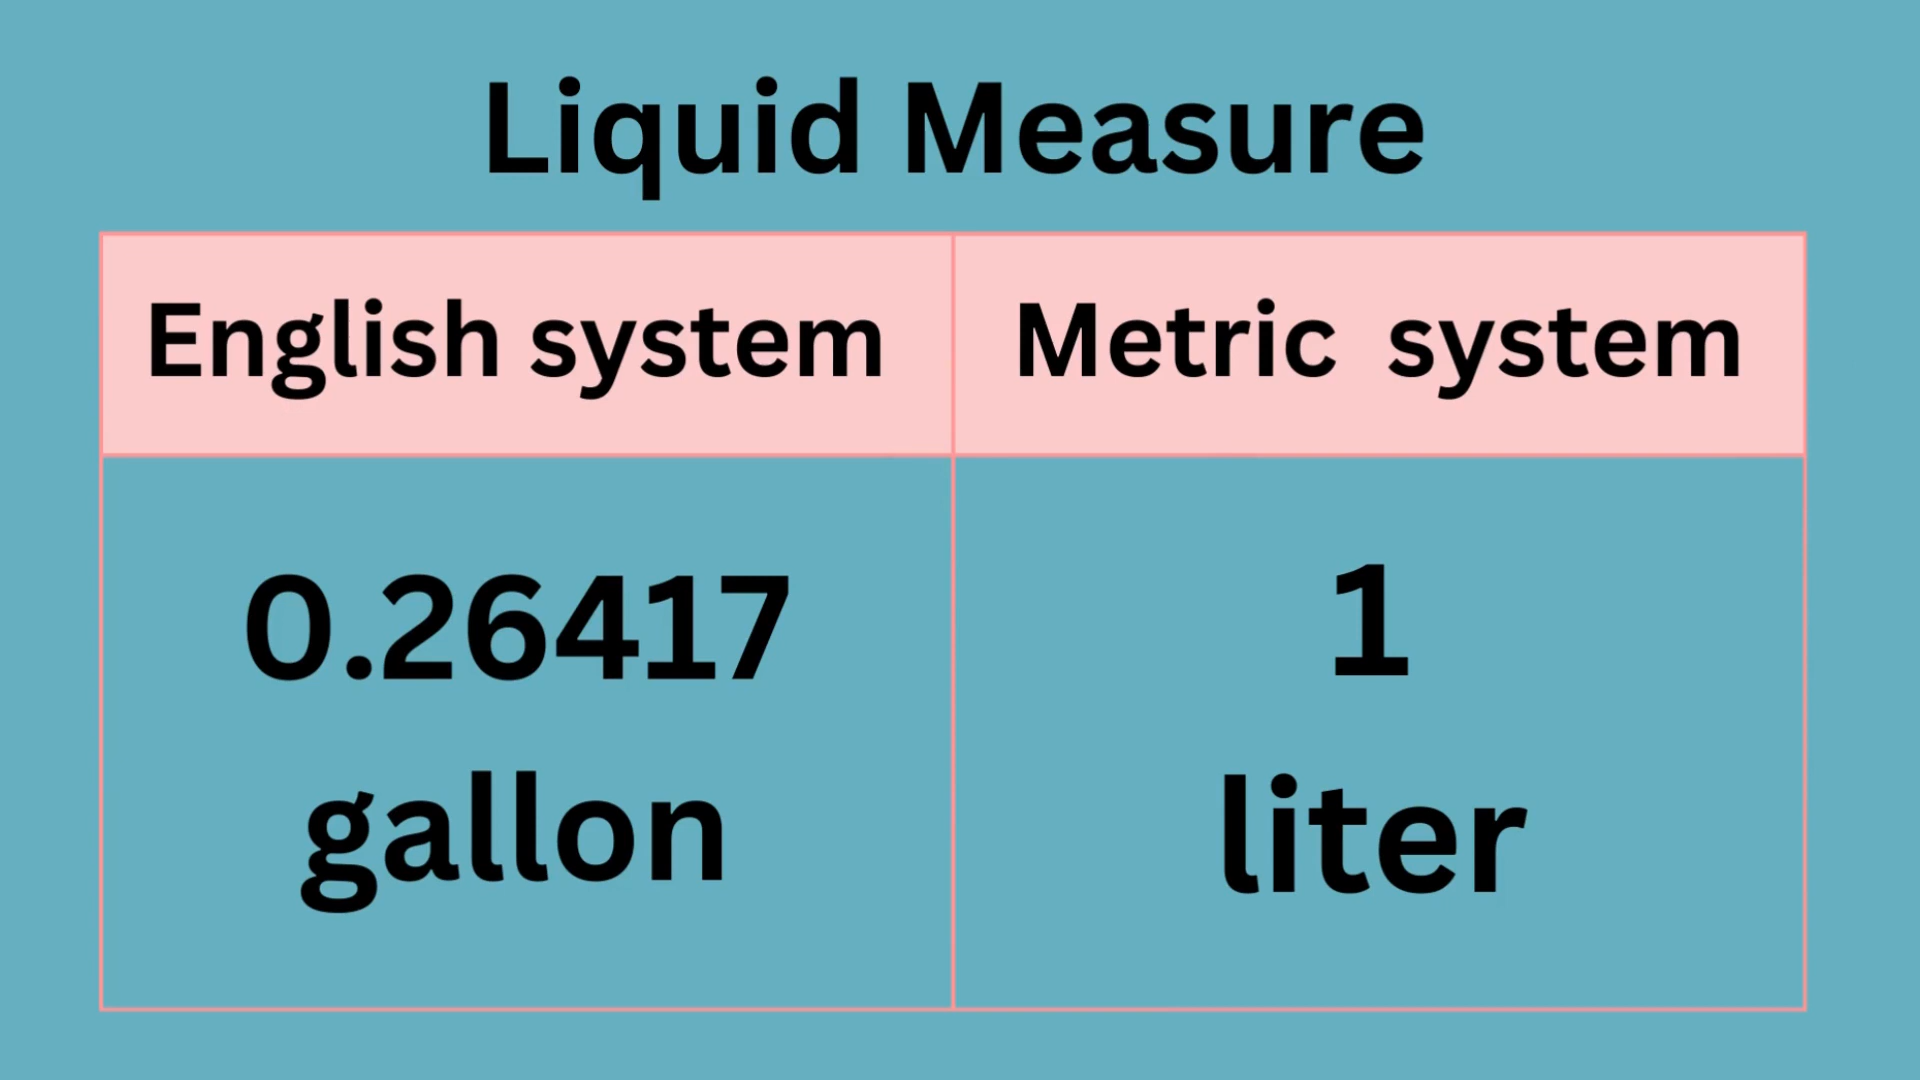 Liquid Measure
English system
Metric system
0.26417
gallon
1
liter